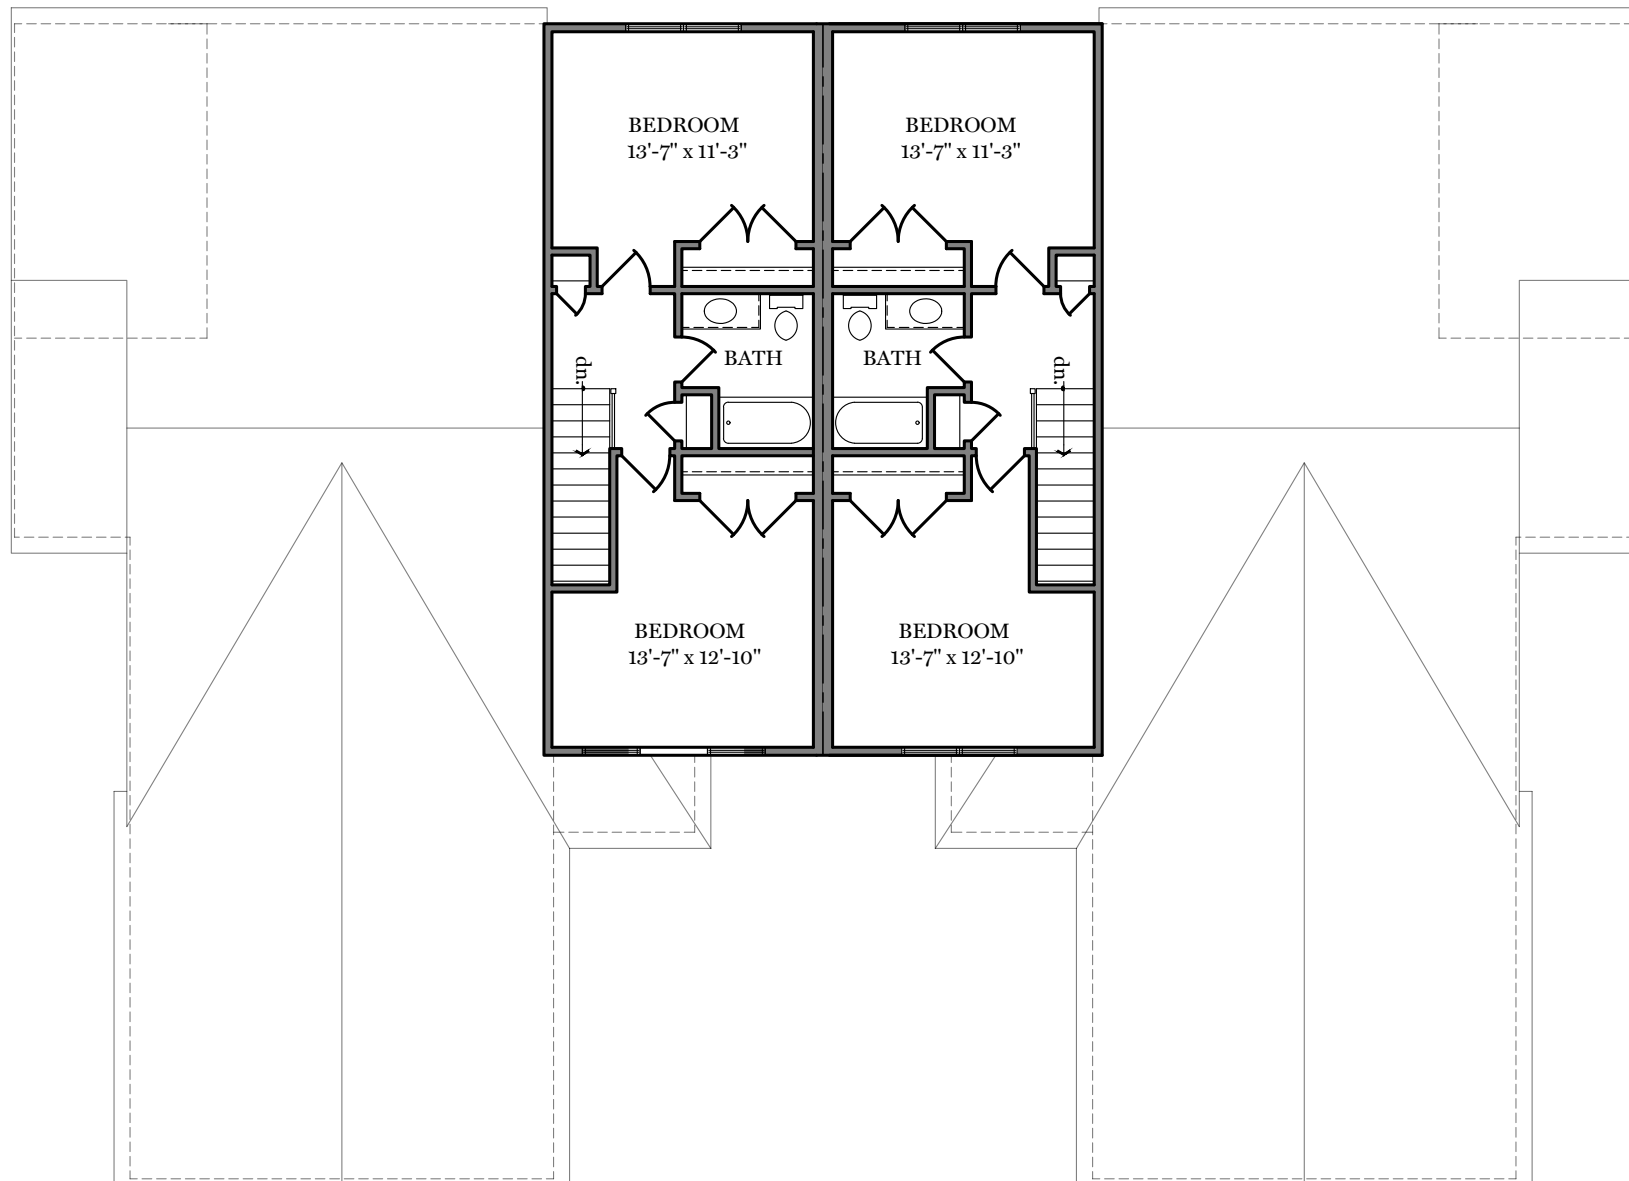 BEDROOM
13'-7" x 11'-3"
BEDROOM
13'-7" x 11'-3"
BATH
BATH
dn.
dn.
BEDROOM
13'-7" x 12'-10"
BEDROOM
13'-7" x 12'-10"